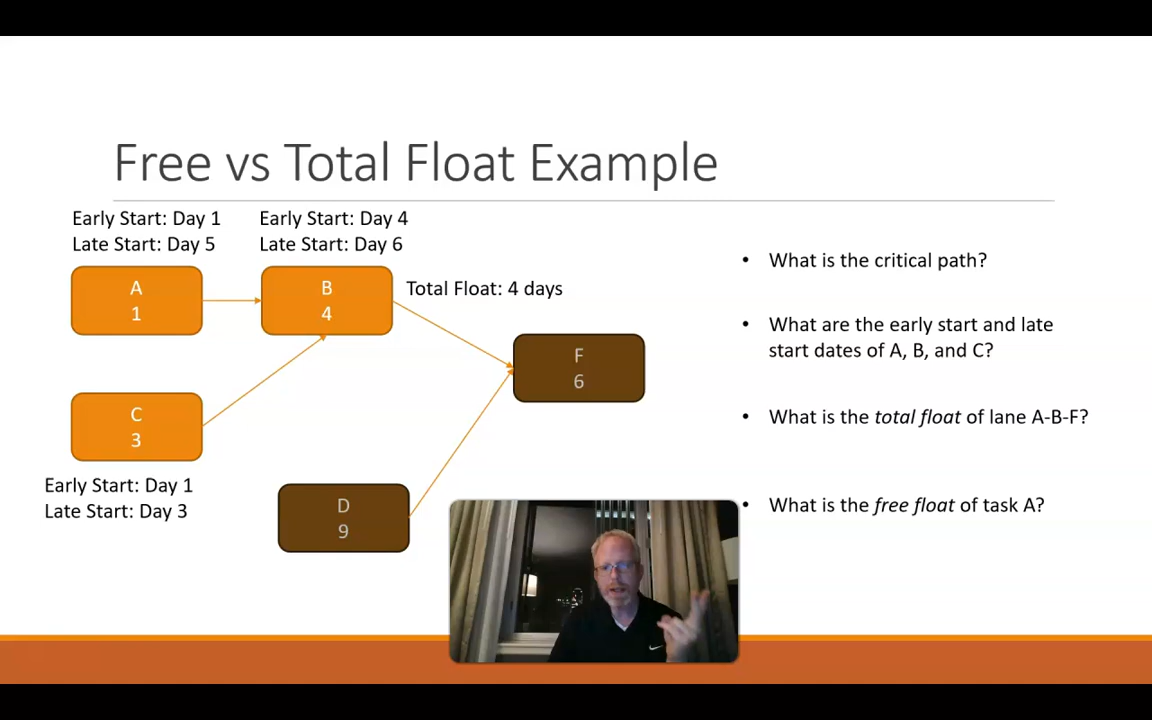 Free vs Total Float Example
Early Start: Day 1
Late Start: Day 5
Early Start: Day 4
Late Start: Day 6
A
1
B
4
Total Float: 4 days
F
6
C
3
Early Start: Day 1
Late Start: Day 3
D
9
• What is the critical path?
• What are the early start and late
start dates of A, B, and C?
• What is the total float of lane A-B-F?
• What is the free float of task A?